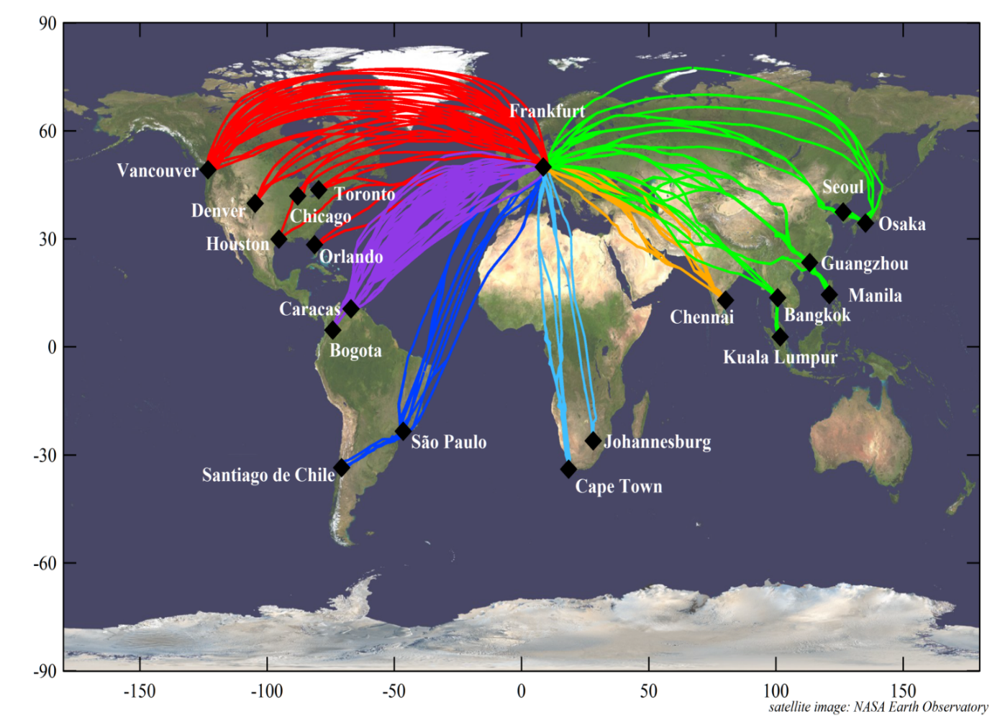 90
60
30
0
-30
-60
-90
Frankfurt
Vancouver
Denver
Toronto
Chicago
Houston
Orlando
Caracas
Bogota
São Paulo
Santiago de Chile
Johannesburg
Cape Town
Seoul
Osaka
Guangzhou
Manila
Chennai
Bangkok
Kuala Lumpur
-150 -100 -50 0 50 100 150
satellite image: NASA Earth Observatory